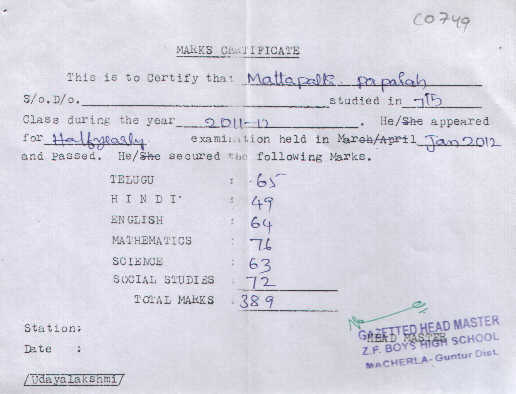 C0749
MARKS CERTIFICATE
This is to Certify that Mattapalli papaiah
S/o.D/o. studied in 7th
Class during the year 2011-12 . He/She appeared
for Halfyearly examination held in March/April Jan 2012
and Passed. He/She secured the following Marks.
TELUGU : 65
HINDI : 49
ENGLISH : 64
MATHEMATICS : 76
SCIENCE : 63
SOCIAL STUDIES : 72
TOTAL MARKS : 389
Station:
Date :
HEAD MASTER
GAZETTED HEAD MASTER
Z.P. BOYS HIGH SCHOOL
MACHERLA- Guntur Dist.
/Udayalakshmi/